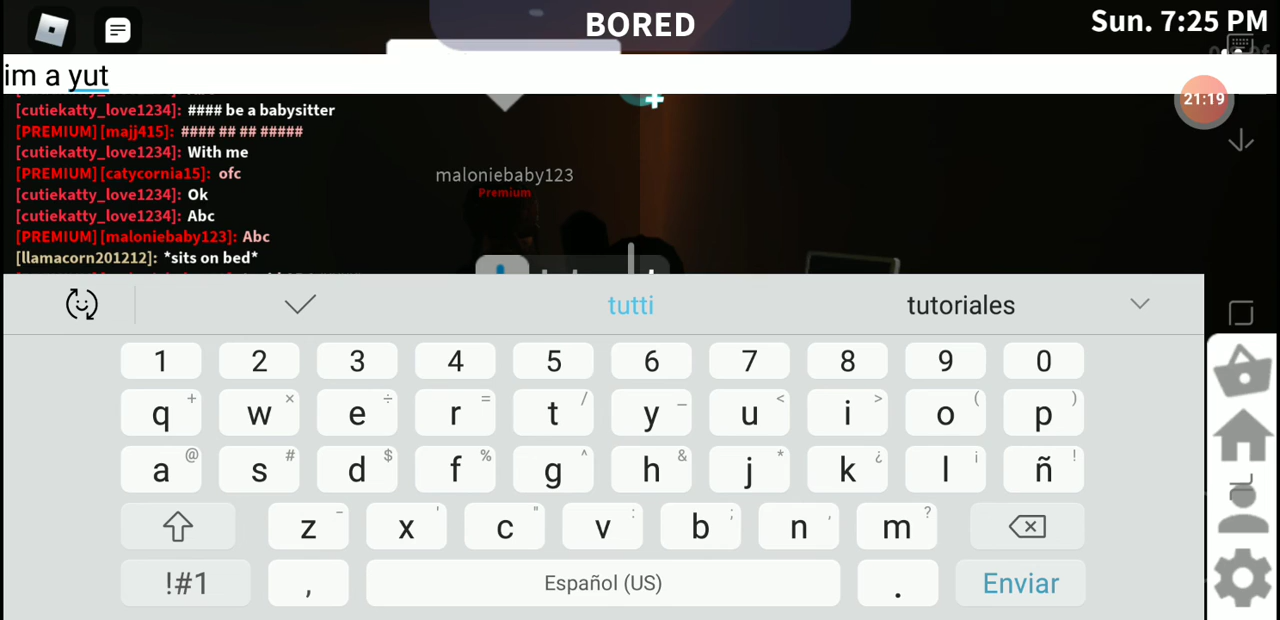 BORED
Sun. 7:25 PM
im a yut
21:19
[cutiekatty_love1234]: #### be a babysitter
[PREMIUM] [majj415]: #### ## ## #####
[cutiekatty_love1234]: With me
[PREMIUM] [catycornia15]: ofc
[cutiekatty_love1234]: Ok
[cutiekatty_love1234]: Abc
[PREMIUM] [maloniebaby123]: Abc
[llamacorn201212]: *sits on bed*
maloniebaby123
Premium
tutti tutoriales
1 2 3 4 5 6 7 8 9 0
q + w × e ÷ r = t / y _ u < i > o ( p )
a @ s # d $ f % g ^ h & j * k ¿ l ¡ ñ !
z - x ' c " v : b ; n , m ?
!#1 , Español (US) . Enviar